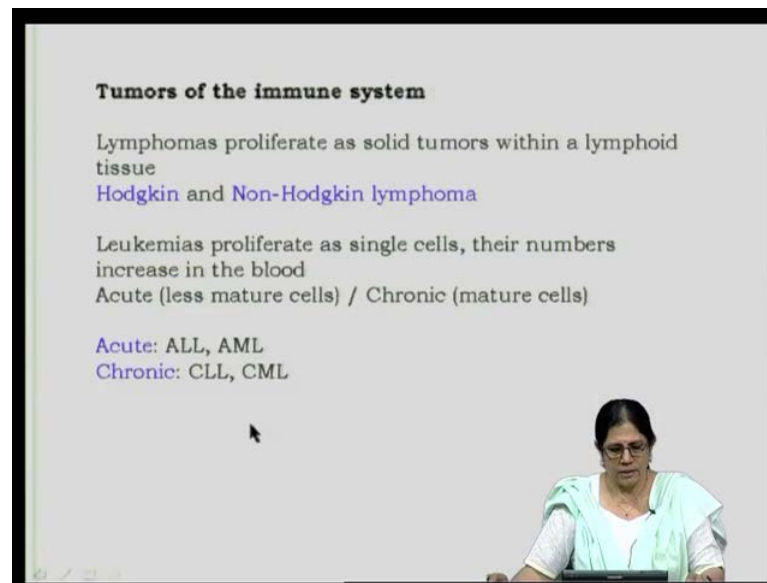 Tumors of the immune system
Lymphomas proliferate as solid tumors within a lymphoid
tissue
Hodgkin and Non-Hodgkin lymphoma
Leukemias proliferate as single cells, their numbers
increase in the blood
Acute (less mature cells) / Chronic (mature cells)
Acute: ALL, AML
Chronic: CLL, CML